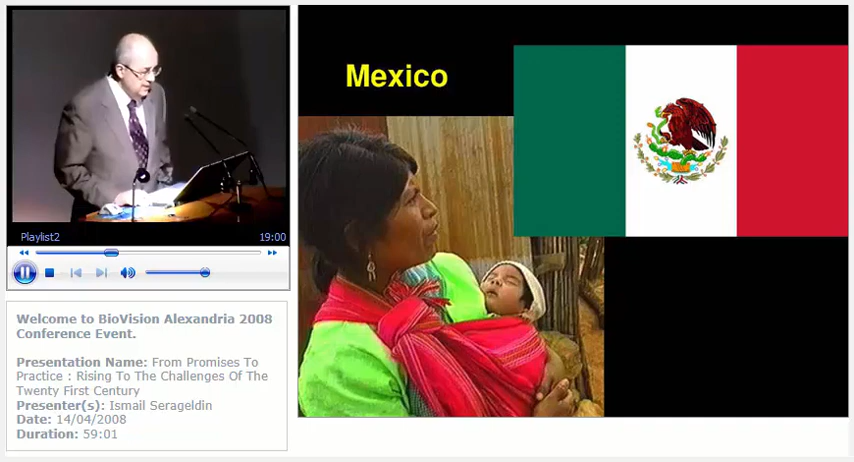 Mexico
Playlist2
19:00
Welcome to BioVision Alexandria 2008
Conference Event.
Presentation Name: From Promises To
Practice : Rising To The Challenges Of The
Twenty First Century
Presenter(s): Ismail Serageldin
Date: 14/04/2008
Duration: 59:01